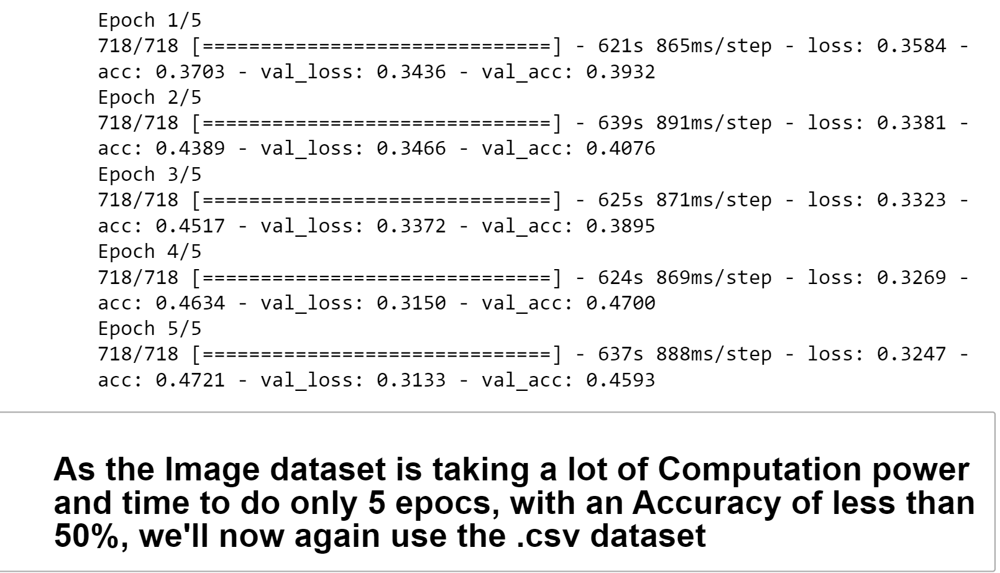 Epoch 1/5
718/718 [==============================] - 621s 865ms/step - loss: 0.3584 -
acc: 0.3703 - val_loss: 0.3436 - val_acc: 0.3932
Epoch 2/5
718/718 [==============================] - 639s 891ms/step - loss: 0.3381 -
acc: 0.4389 - val_loss: 0.3466 - val_acc: 0.4076
Epoch 3/5
718/718 [==============================] - 625s 871ms/step - loss: 0.3323 -
acc: 0.4517 - val_loss: 0.3372 - val_acc: 0.3895
Epoch 4/5
718/718 [==============================] - 624s 869ms/step - loss: 0.3269 -
acc: 0.4634 - val_loss: 0.3150 - val_acc: 0.4700
Epoch 5/5
718/718 [==============================] - 637s 888ms/step - loss: 0.3247 -
acc: 0.4721 - val_loss: 0.3133 - val_acc: 0.4593
As the Image dataset is taking a lot of Computation power
and time to do only 5 epocs, with an Accuracy of less than
50%, we'll now again use the .csv dataset